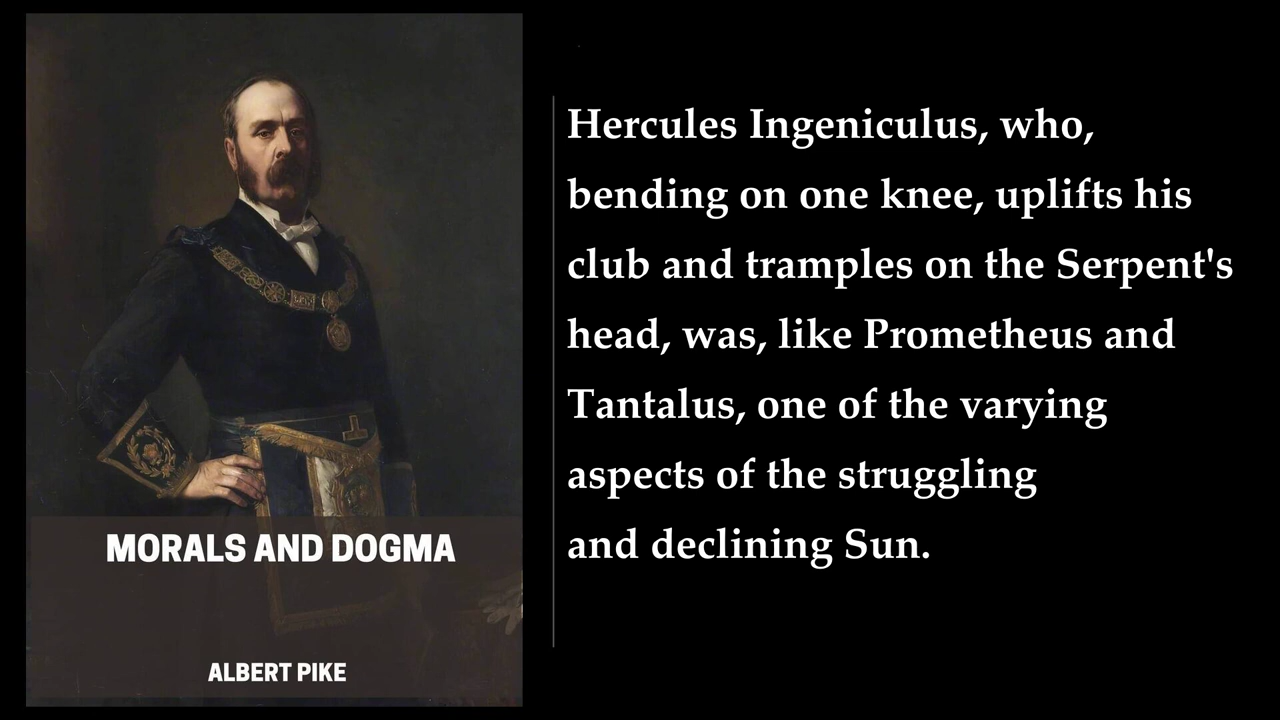 MORALS AND DOGMA
ALBERT PIKE
Hercules Ingeniculus, who,
bending on one knee, uplifts his
club and tramples on the Serpent's
head, was, like Prometheus and
Tantalus, one of the varying
aspects of the struggling
and declining Sun.